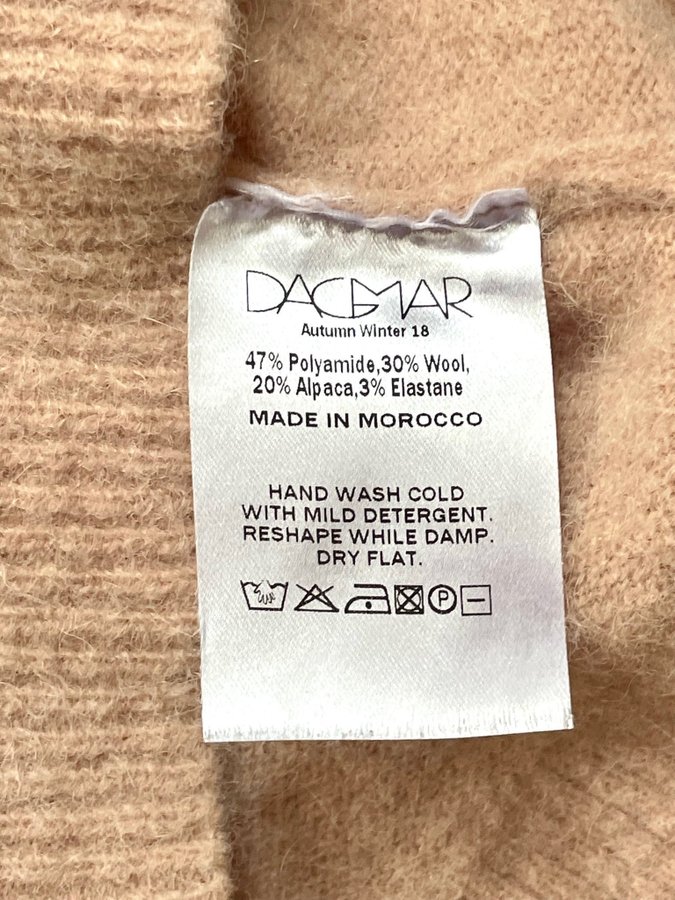 DAGMAR
Autumn Winter 18
47% Polyamide,30% Wool,
20% Alpaca,3% Elastane
MADE IN MOROCCO
HAND WASH COLD
WITH MILD DETERGENT.
RESHAPE WHILE DAMP.
DRY FLAT.
P